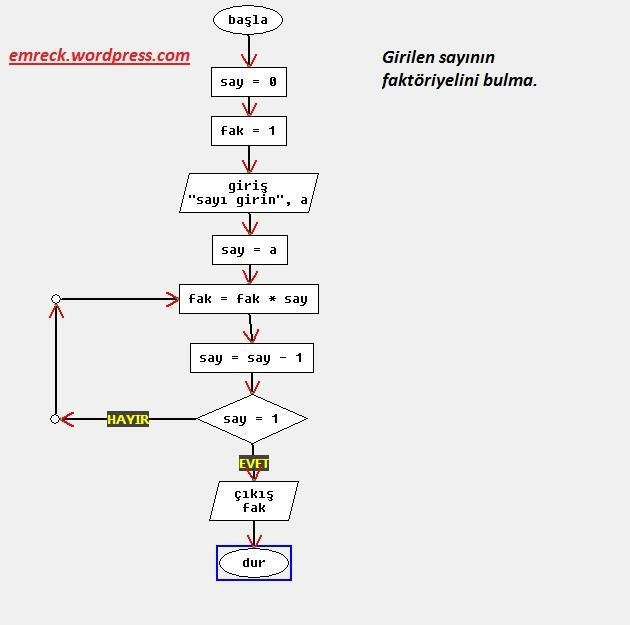 başla
emreck.wordpress.com
Girilen sayının
faktöriyelini bulma.
say = 0
fak = 1
giriş
"sayı girin", a
say = a
fak = fak * say
say = say - 1
say = 1
HAYIR
EVET
çıkış
fak
dur